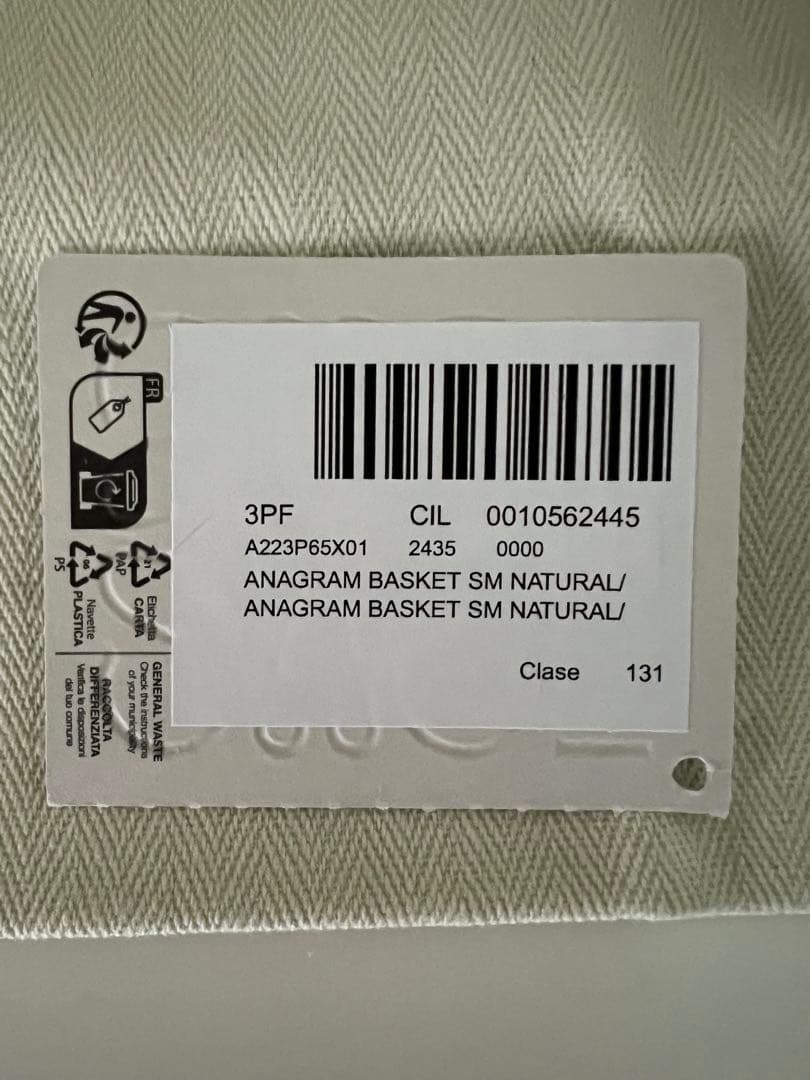 3PF CIL 0010562445
A223P65X01 2435 0000
ANAGRAM BASKET SM NATURAL/
ANAGRAM BASKET SM NATURAL/
Clase 131
FR
21
PAP
Etichetta
CARTA
06
PS
Navette
PLASTICA
GENERAL WASTE
Check the instructions
of your municipality
RACCOLTA
DIFFERENZIATA
Verifica le disposizioni
del tuo comune